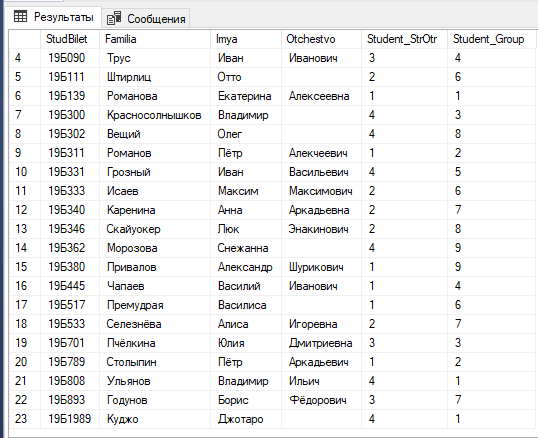 Результаты Сообщения
StudBilet Familia Imya Otchestvo Student_StrOtr Student_Group
4 19Б090 Трус Иван Иванович 3 4
5 19Б111 Штирлиц Отто 2 6
6 19Б139 Романова Екатерина Алексеевна 1 1
7 19Б300 Красносолнышков Владимир 4 3
8 19Б302 Вещий Олег 4 8
9 19Б311 Романов Пётр Алекчеевич 1 2
10 19Б331 Грозный Иван Васильевич 4 5
11 19Б333 Исаев Максим Максимович 2 6
12 19Б340 Каренина Анна Аркадьевна 2 7
13 19Б346 Скайуокер Люк Энакинович 2 8
14 19Б362 Морозова Снежанна 4 9
15 19Б380 Привалов Александр Шурикович 1 9
16 19Б445 Чапаев Василий Иванович 1 4
17 19Б517 Премудрая Василиса 1 6
18 19Б533 Селезнёва Алиса Игоревна 2 7
19 19Б701 Пчёлкина Юлия Дмитриевна 3 3
20 19Б789 Столыпин Пётр Аркадьевич 1 2
21 19Б808 Ульянов Владимир Ильич 4 1
22 19Б893 Годунов Борис Фёдорович 3 7
23 19Б1989 Куджо Джотаро 4 1